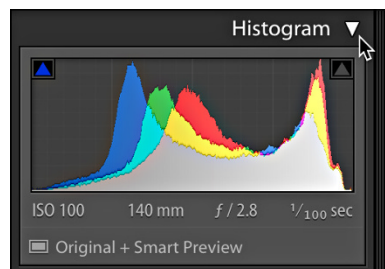 Histogram
ISO 100 140 mm ƒ / 2.8 1/100 sec
Original + Smart Preview